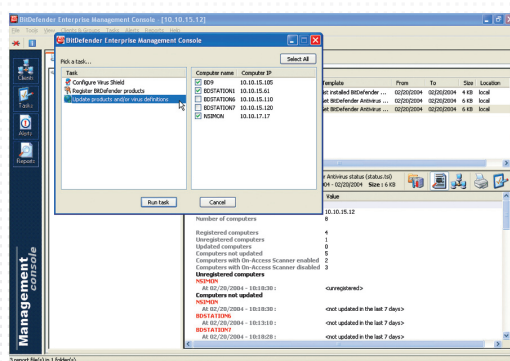 BitDefender Enterprise Management Console - [10.10.15.12]
File Tools View Clients & Groups Tasks Alerts Reports Help
BitDefender Enterprise Management Console
Pick a task...
Select All
Task
Configure Virus Shield
Register BitDefender products
Update products and/or virus definitions
Computer name Computer IP
BD9 10.10.15.105
BDSTATION1 10.10.15.61
BDSTATION6 10.10.15.110
BDSTATION7 10.10.15.120
NSIMON 10.10.17.17
Run task
Cancel
Clients
Tasks
Alerts
Reports
Management
console
Template From To Size Location
ist installed BitDefender ... 02/20/2004 02/20/2004 4 KB local
et BitDefender Antivirus ... 02/20/2004 02/20/2004 6 KB local
et BitDefender Antivirus ... 02/20/2004 02/20/2004 6 KB local
r Antivirus status (status.tsl)
004 - 02/20/2004 Size : 6 KB
Value
10.10.15.12
Number of computers 8
Registered computers 4
Unregistered computers 1
Updated computers 0
Computers not updated 5
Computers with On-Access Scanner enabled 2
Computers with On-Access Scanner disabled 3
Unregistered computers
NSIMON
At 02/20/2004 - 10:18:30 : <unregistered>
Computers not updated
NSIMON
At 02/20/2004 - 10:18:30 : <not updated in the last 7 days>
BDSTATION6
At 02/20/2004 - 10:13:10 : <not updated in the last 7 days>
BDSTATION7
At 02/20/2004 - 10:18:28 : <not updated in the last 7 days>
3 report file(s) in 1 folder(s)